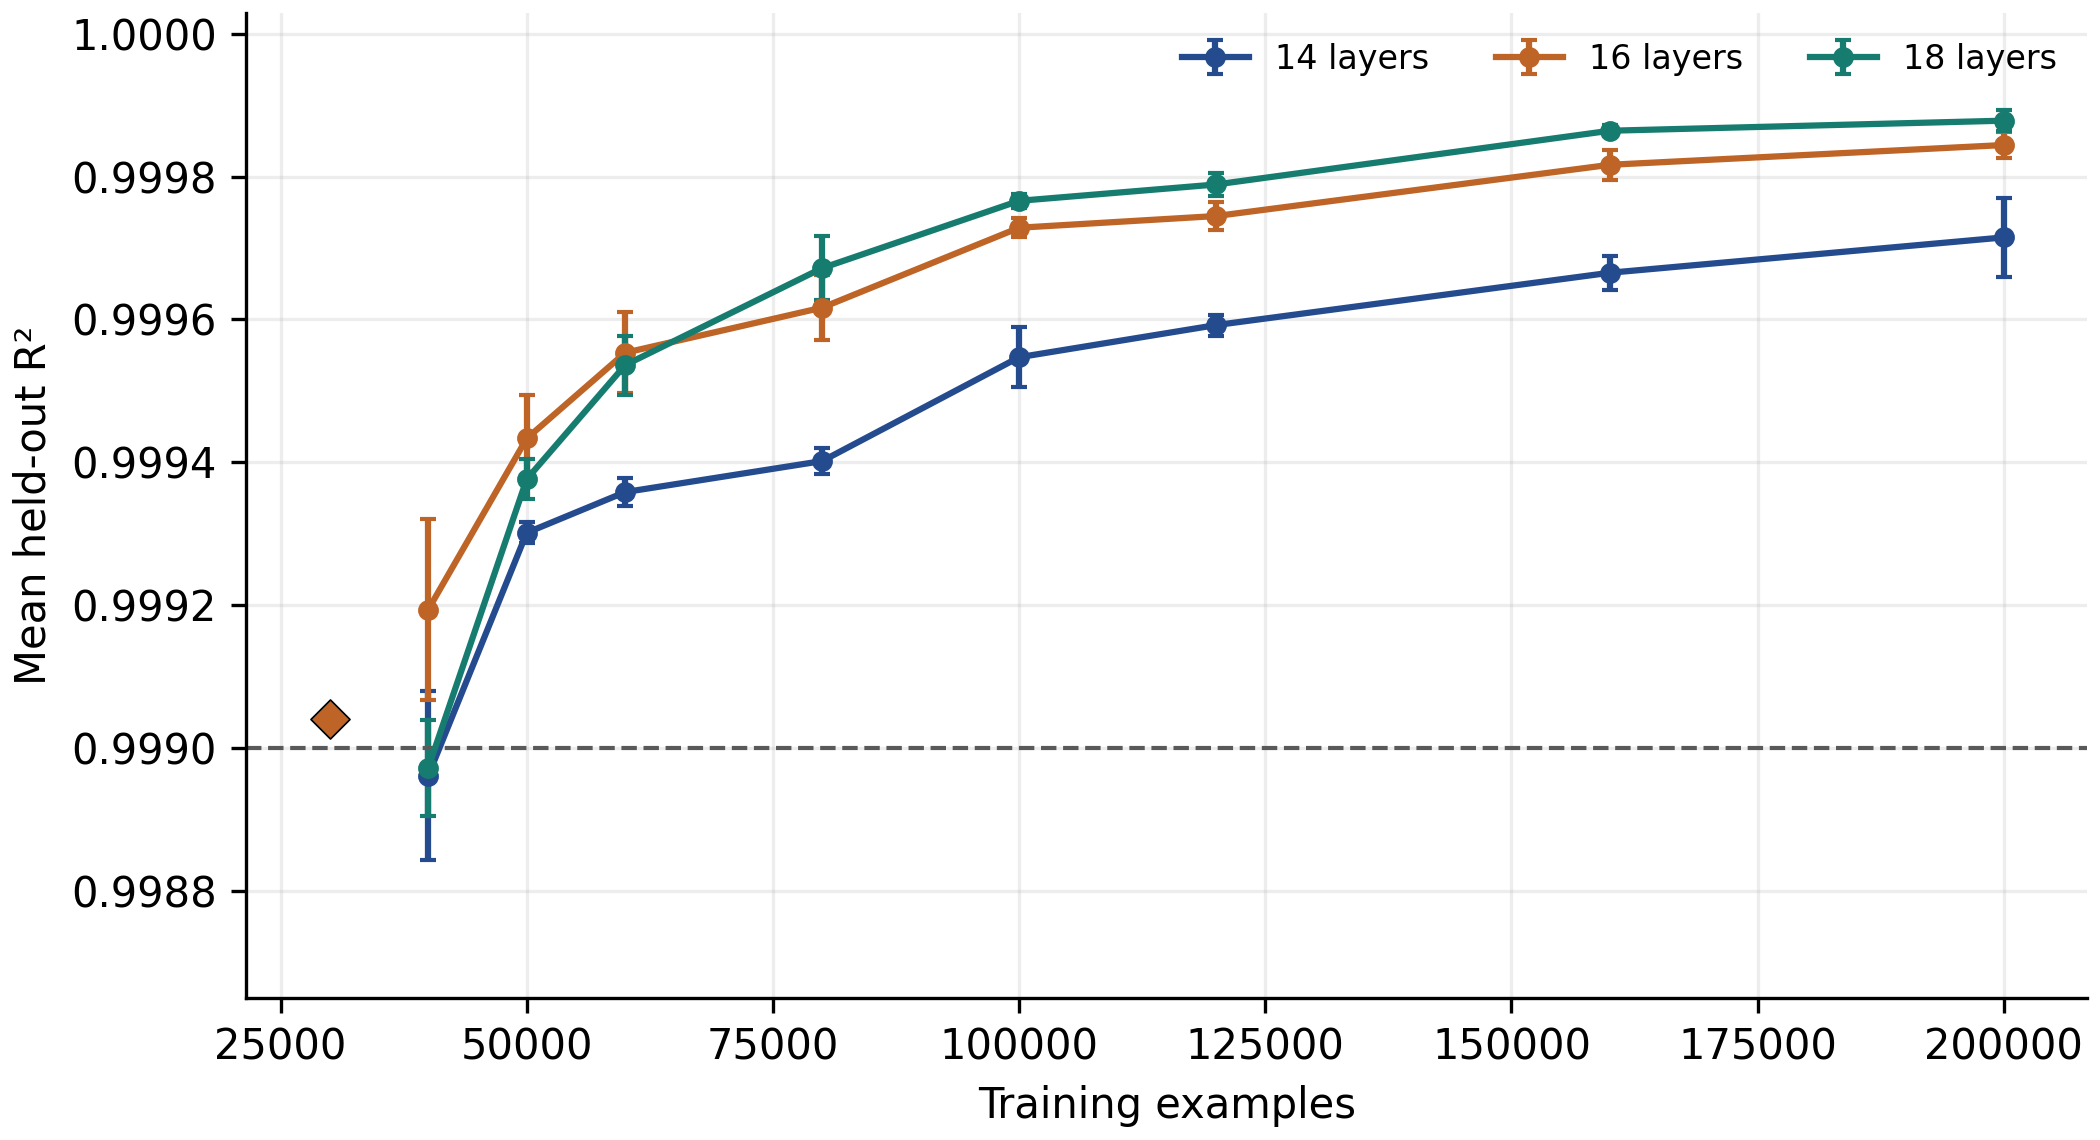 1.0000
0.9998
0.9996
0.9994
0.9992
0.9990
0.9988
Mean held-out R²
14 layers
16 layers
18 layers
25000 50000 75000 100000 125000 150000 175000 200000
Training examples